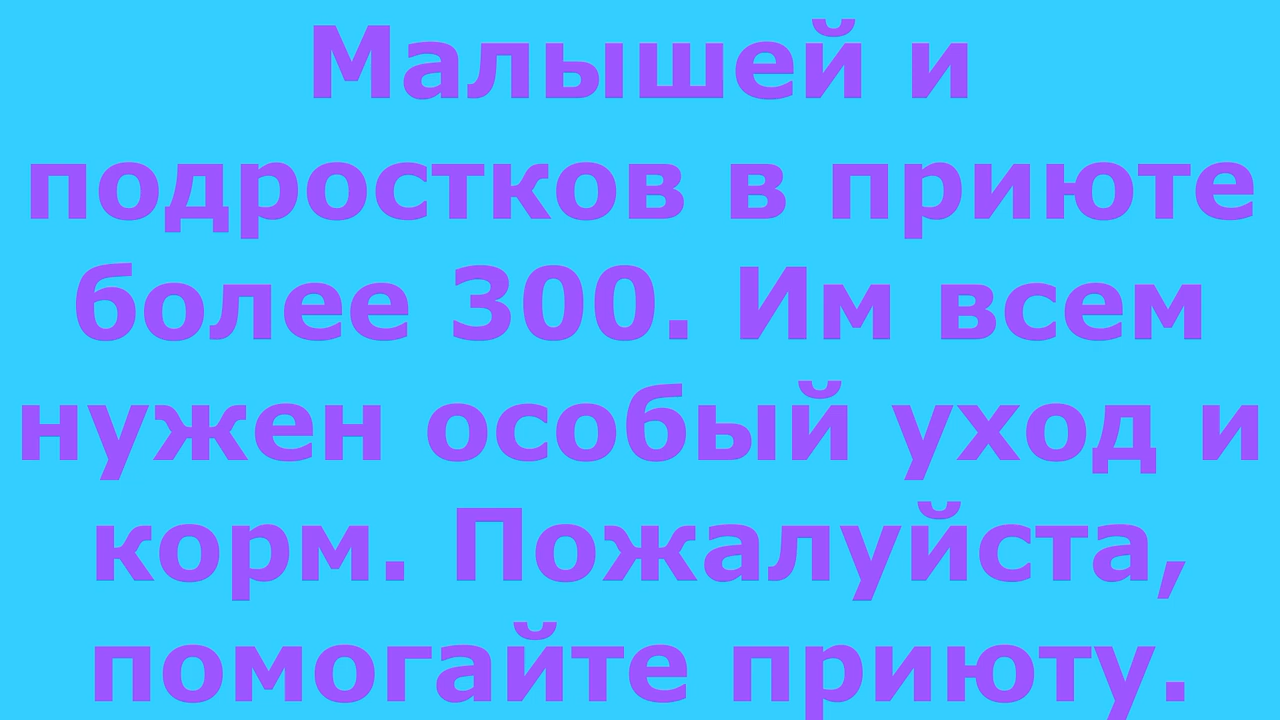 Малышей и
подростков в приюте
более 300. Им всем
нужен особый уход и
корм. Пожалуйста,
помогайте приюту.